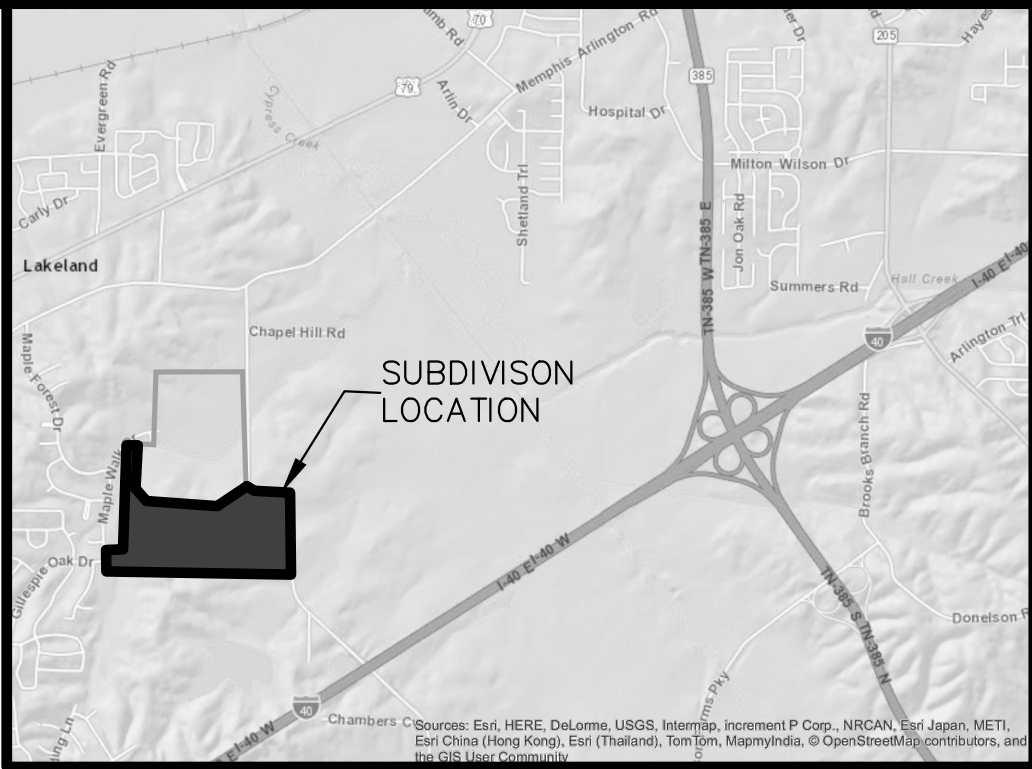 70
Memphis Arlington Rd
385
205
79
Evergreen Rd
Arlin Dr
Cypress Creek
Hospital Dr
Milton Wilson Dr
Shetland Trl
Jon-Oak Rd
Carly Dr
TN-385 W TN-385 E
Lakeland
Hall Creek
I-40 E I-40
Summers Rd
Chapel Hill Rd
40
Arlington Trl
Maple Forest Dr
SUBDIVISON
LOCATION
Brooks Branch Rd
Maple Walk
Oak Dr
Gillespie
I-40 E I-40 W
TN-385 S TN-385 N
Donelson
40
Chambers
E I-40 W
Sources: Esri, HERE, DeLorme, USGS, Intermap, increment P Corp., NRCAN, Esri Japan, METI,
Esri China (Hong Kong), Esri (Thailand), TomTom, MapmyIndia, © OpenStreetMap contributors, and
the GIS User Community